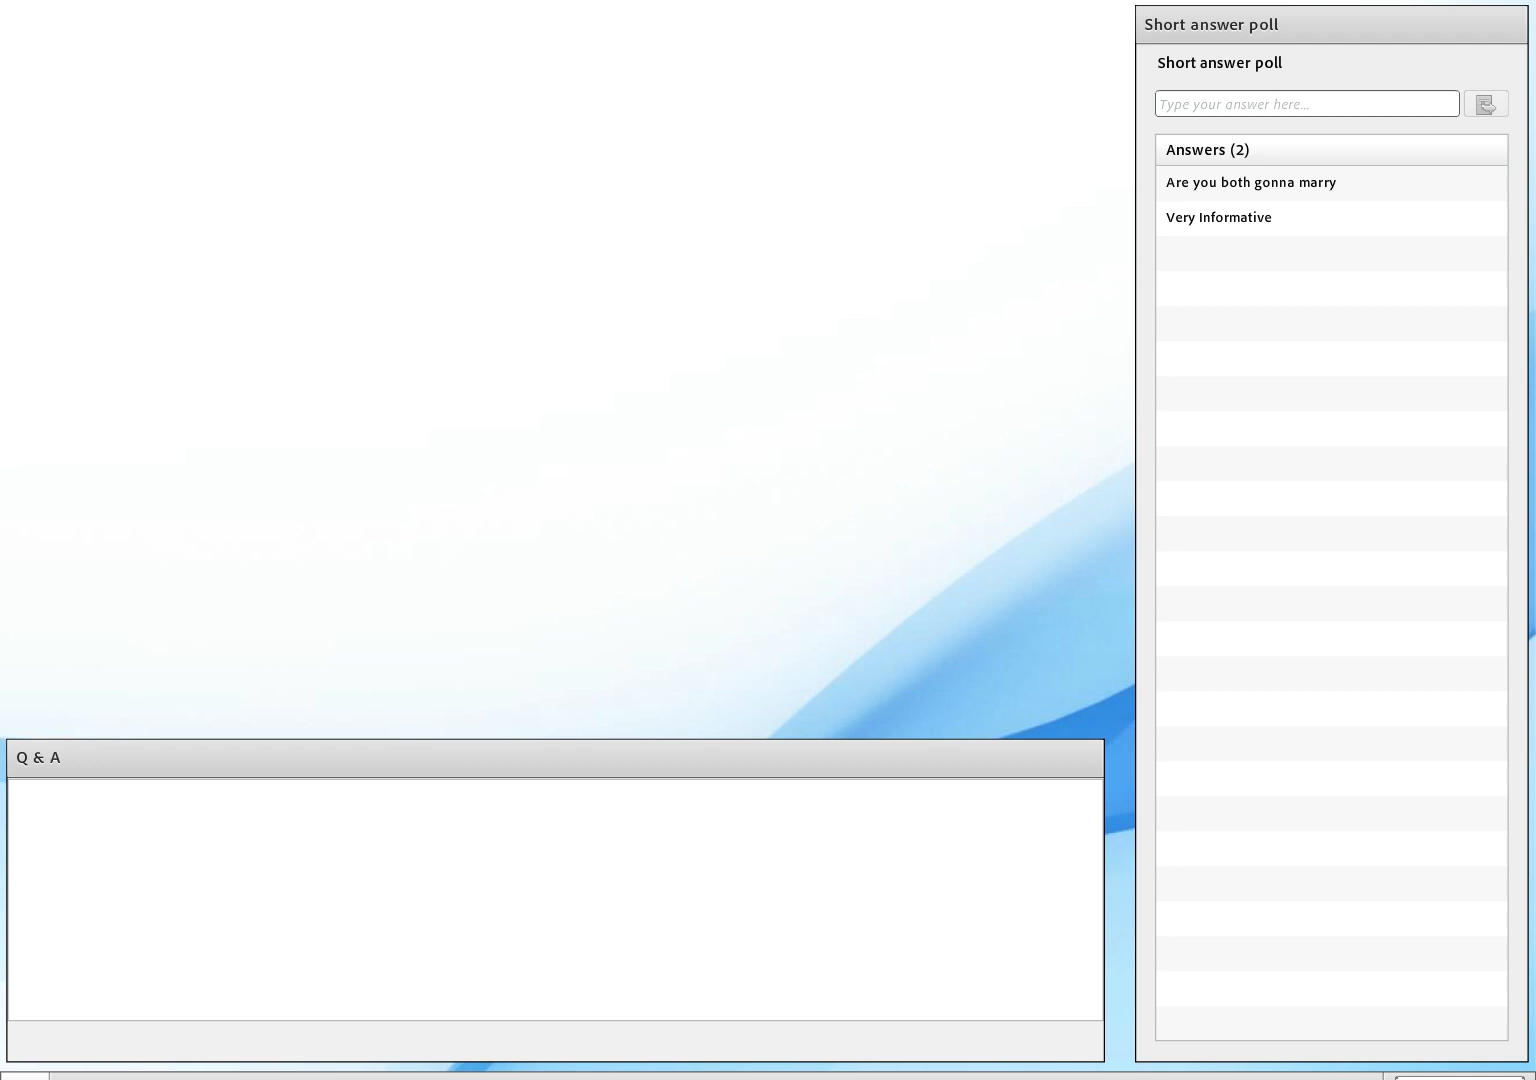 Short answer poll
Short answer poll
Type your answer here...
Answers (2)
Are you both gonna marry
Very Informative
Q & A